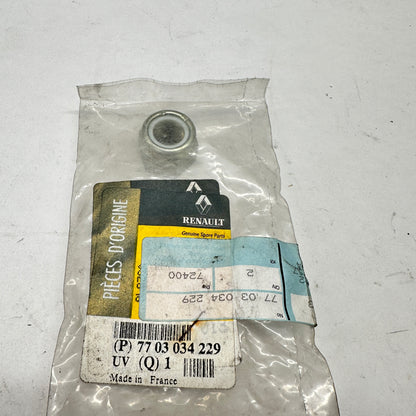 PIÈCES D'ORIGINE
RENAULT
Genuine Spare Parts
2
72400
77 03 034 229
(P) 77 03 034 229
UV (Q) 1
Made in France